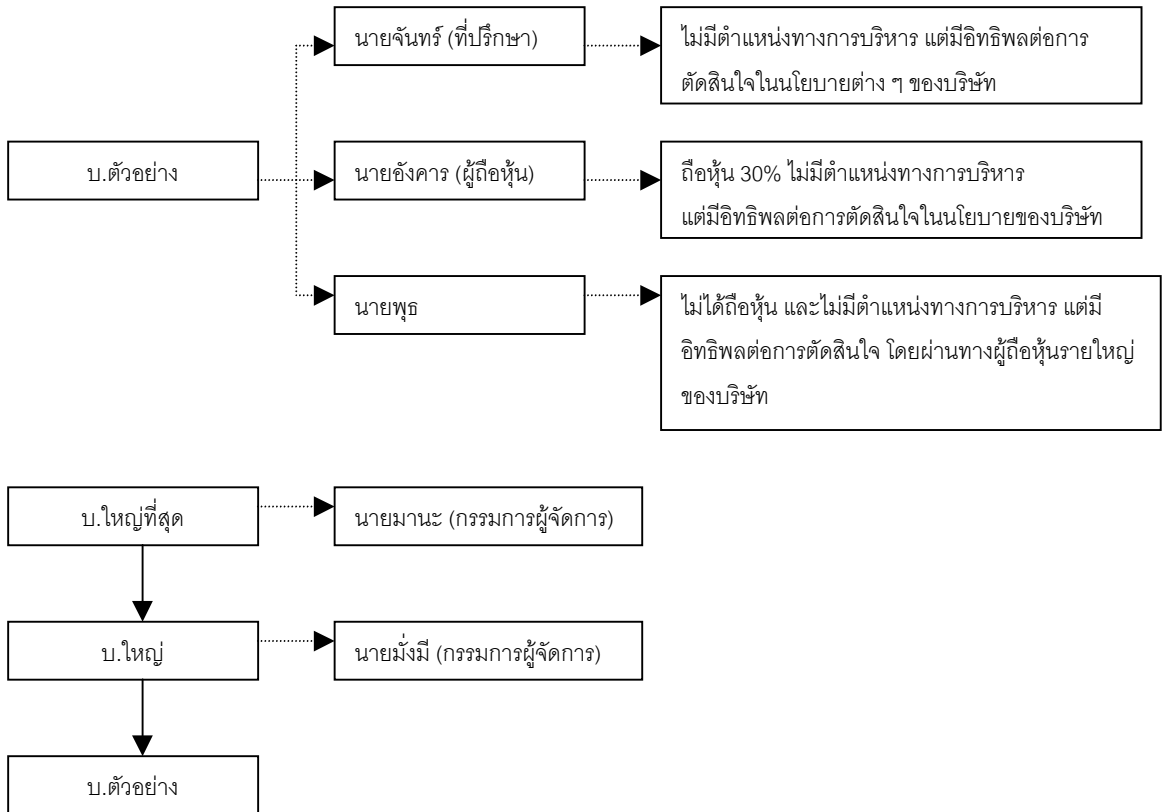 นายจันทร์ (ที่ปรึกษา)
ไม่มีตำแหน่งทางการบริหาร แต่มีอิทธิพลต่อการ
ตัดสินใจในนโยบายต่าง ๆ ของบริษัท
บ.ตัวอย่าง
นายอังคาร (ผู้ถือหุ้น)
ถือหุ้น 30% ไม่มีตำแหน่งทางการบริหาร
แต่มีอิทธิพลต่อการตัดสินใจในนโยบายของบริษัท
นายพุธ
ไม่ได้ถือหุ้น และไม่มีตำแหน่งทางการบริหาร แต่มี
อิทธิพลต่อการตัดสินใจ โดยผ่านทางผู้ถือหุ้นรายใหญ่
ของบริษัท
บ.ใหญ่ที่สุด
นายมานะ (กรรมการผู้จัดการ)
บ.ใหญ่
นายมั่งมี (กรรมการผู้จัดการ)
บ.ตัวอย่าง